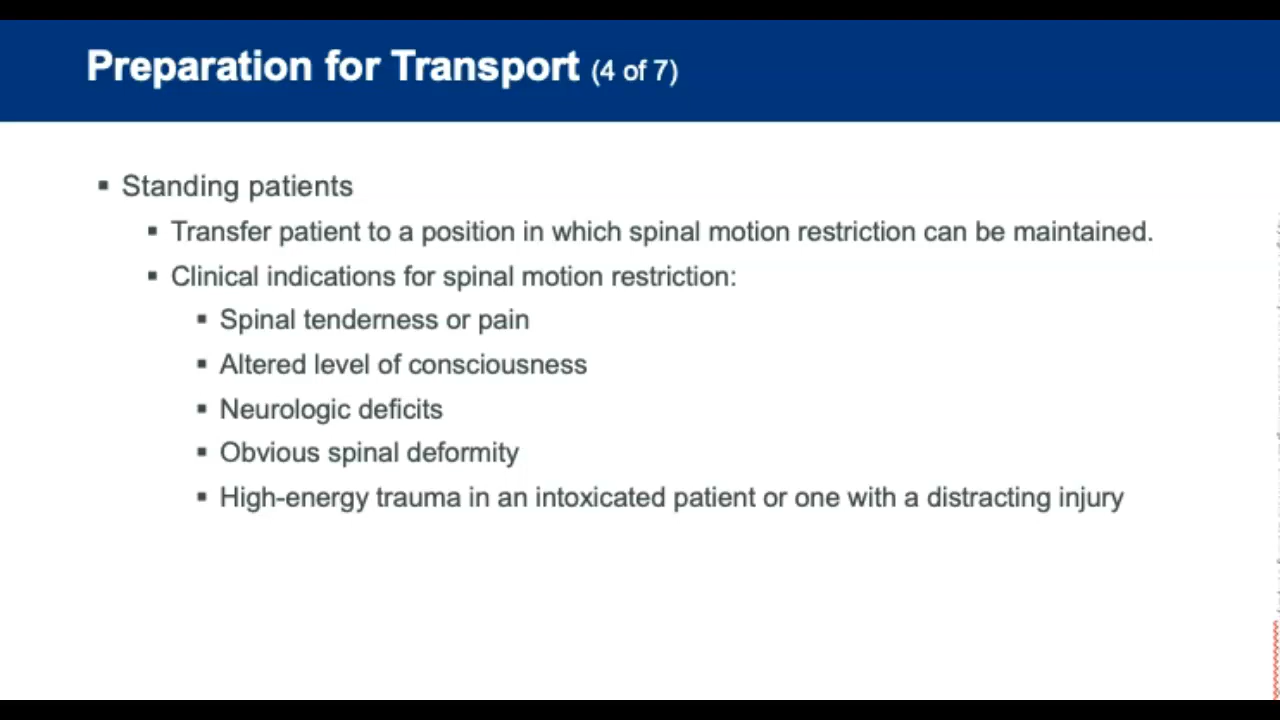 Preparation for Transport (4 of 7)
▪ Standing patients
▪ Transfer patient to a position in which spinal motion restriction can be maintained.
▪ Clinical indications for spinal motion restriction:
▪ Spinal tenderness or pain
▪ Altered level of consciousness
▪ Neurologic deficits
▪ Obvious spinal deformity
▪ High-energy trauma in an intoxicated patient or one with a distracting injury